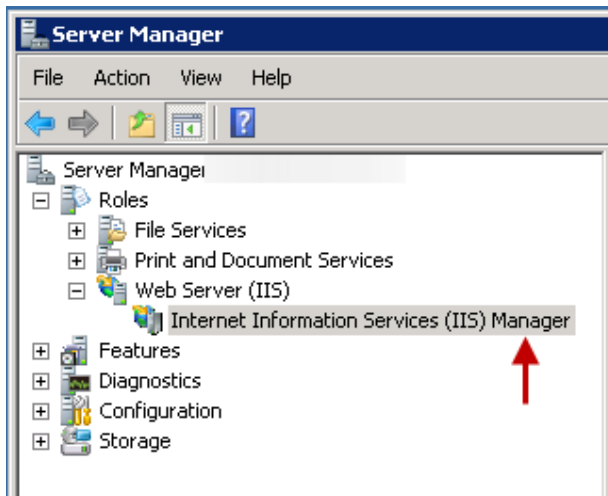 Server Manager
File Action View Help
Server Manager
Roles
File Services
Print and Document Services
Web Server (IIS)
Internet Information Services (IIS) Manager
Features
Diagnostics
Configuration
Storage